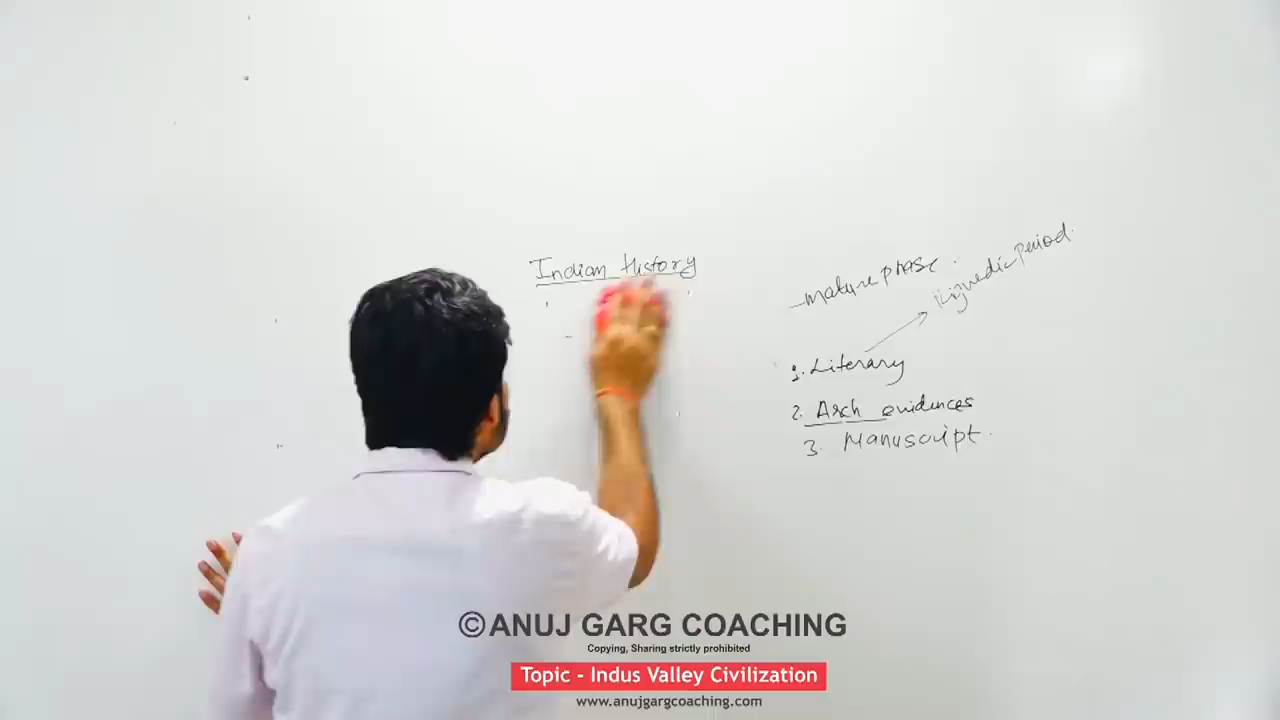 Indian History
mature phase.
Rigvedic Period.
1. Literary
2. Arch evidences
3. Manuscript.
©ANUJ GARG COACHING
Copying, Sharing strictly prohibited
Topic - Indus Valley Civilization
www.anujgargcoaching.com